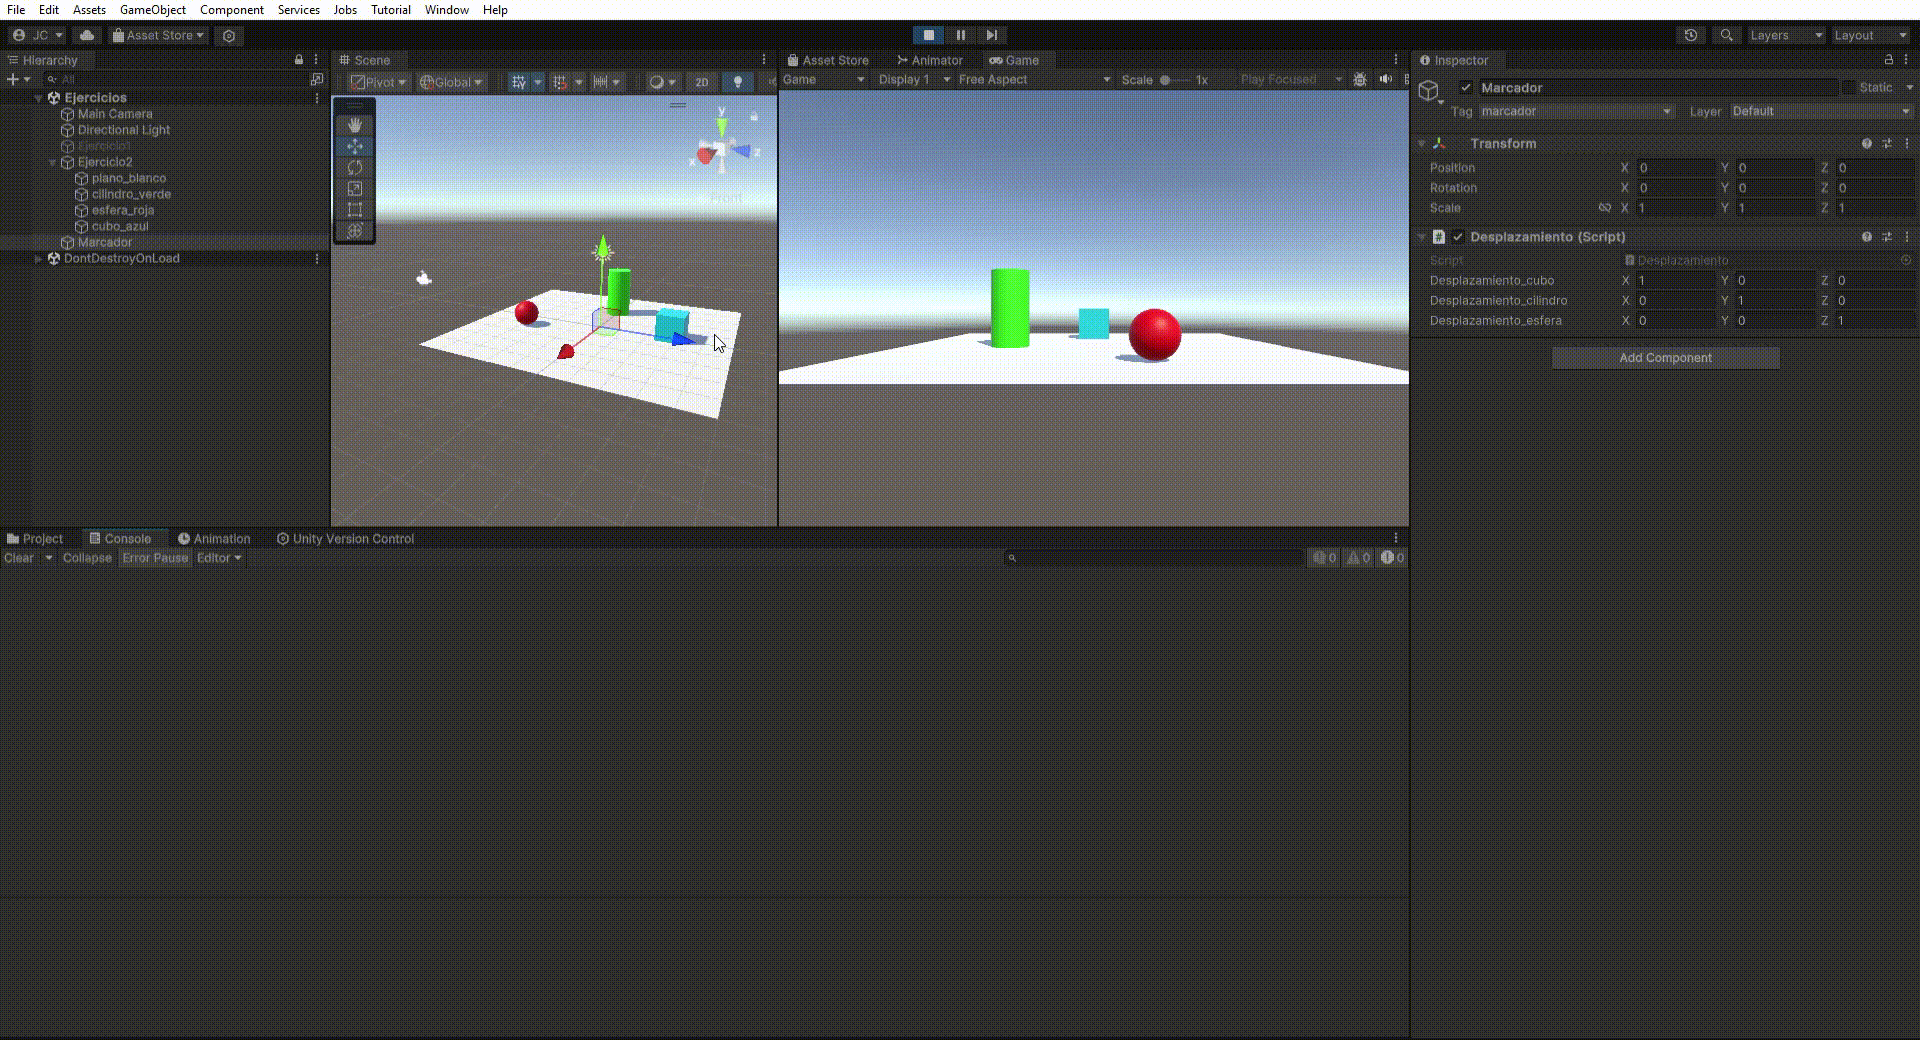 File Edit Assets GameObject Component Services Jobs Tutorial Window Help
JC Asset Store Layers Layout
Hierarchy
All
Ejercicios
Main Camera
Directional Light
Ejercicio1
Ejercicio2
plano_blanco
cilindro_verde
esfera_roja
cubo_azul
Marcador
DontDestroyOnLoad
Scene
Pivot Global 2D
y
x z
Front
Asset Store Animator Game
Game Display 1 Free Aspect Scale 1x Play Focused
Inspector
Marcador Static
Tag marcador Layer Default
Transform
Position X 0 Y 0 Z 0
Rotation X 0 Y 0 Z 0
Scale X 1 Y 1 Z 1
# Desplazamiento (Script)
Script Desplazamiento
Desplazamiento_cubo X 1 Y 0 Z 0
Desplazamiento_cilindro X 0 Y 1 Z 0
Desplazamiento_esfera X 0 Y 0 Z 1
Add Component
Project Console Animation Unity Version Control
Clear Collapse Error Pause Editor 0 0 0